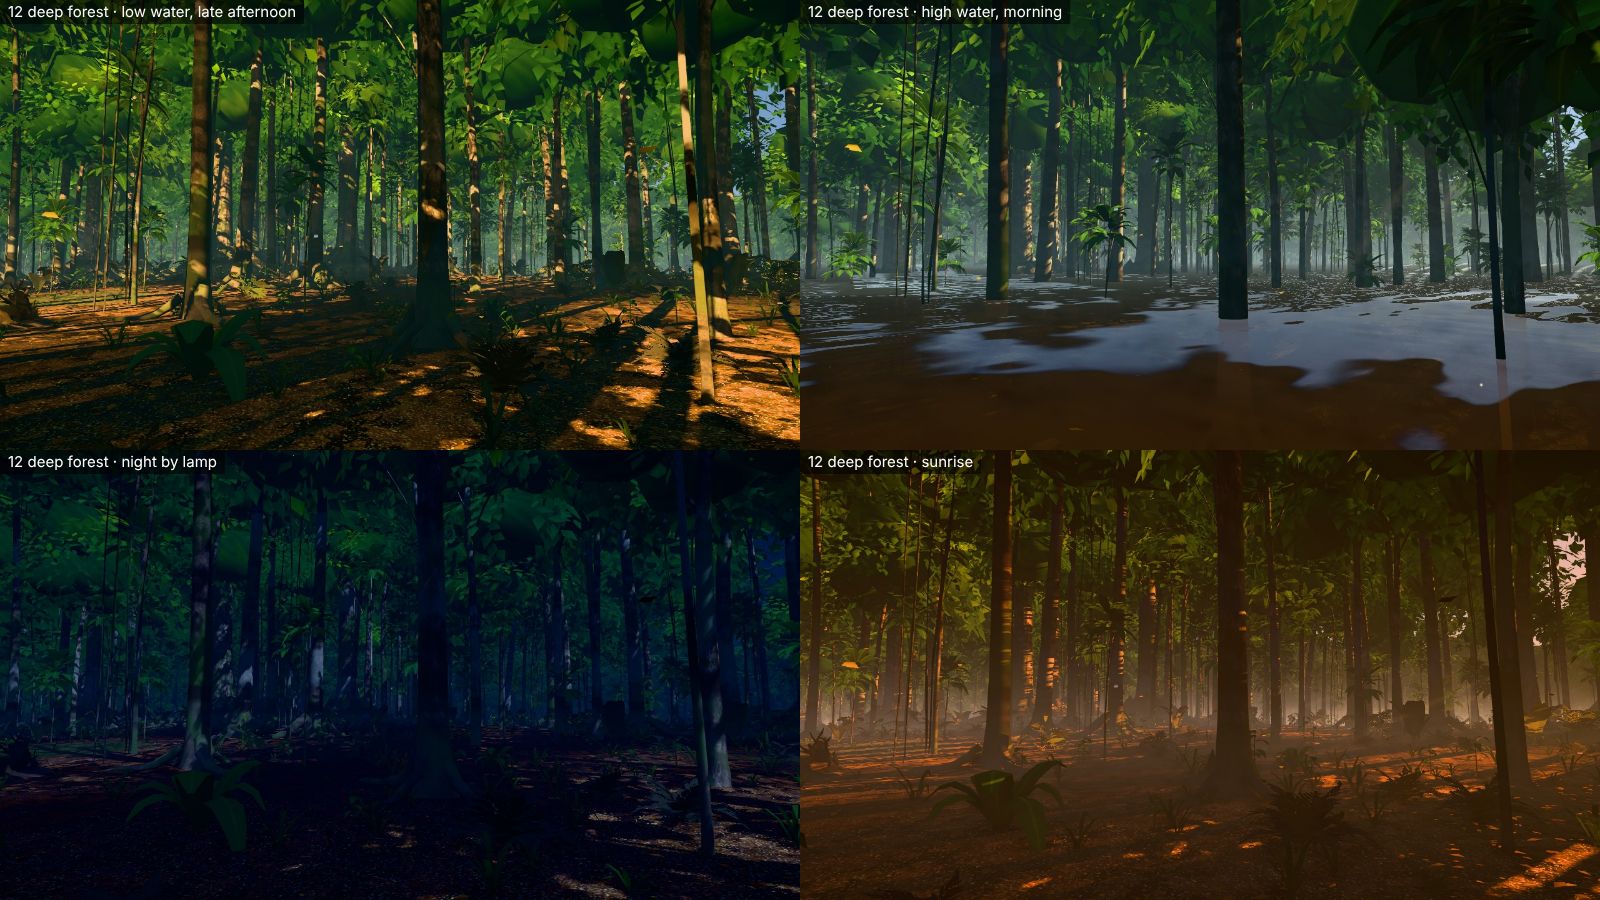 12 deep forest · low water, late afternoon
12 deep forest · high water, morning
12 deep forest · night by lamp
12 deep forest · sunrise